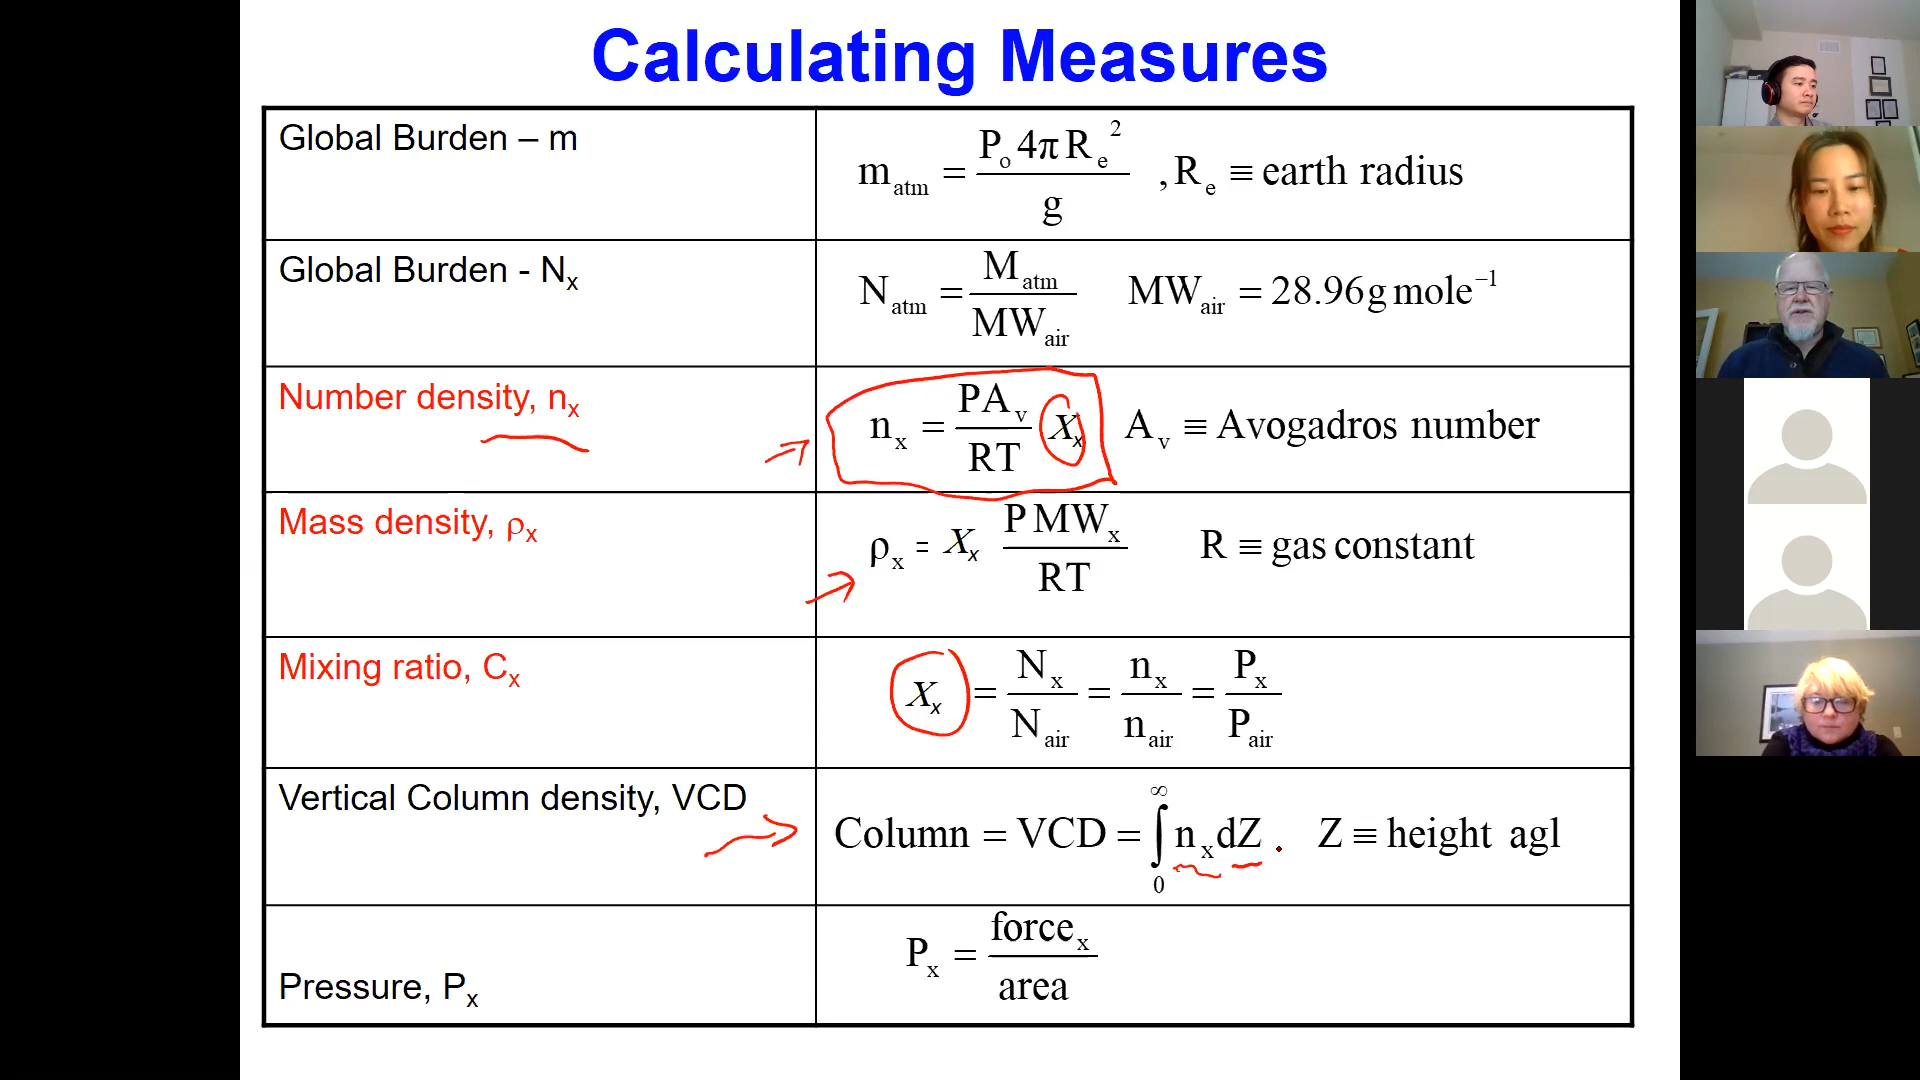 Calculating Measures
Global Burden – m
m_atm = P_o 4π R_e^2 / g , R_e ≡ earth radius
Global Burden - N_x
N_atm = M_atm / MW_air MW_air = 28.96 g mole^−1
Number density, n_x
n_x = PA_v / RT X_x A_v ≡ Avogadros number
Mass density, ρ_x
ρ_x = X_x P MW_x / RT R ≡ gas constant
Mixing ratio, C_x
X_x = N_x / N_air = n_x / n_air = P_x / P_air
Vertical Column density, VCD
Column = VCD = ∫_0^∞ n_x dZ . Z ≡ height agl
Pressure, P_x
P_x = force_x / area